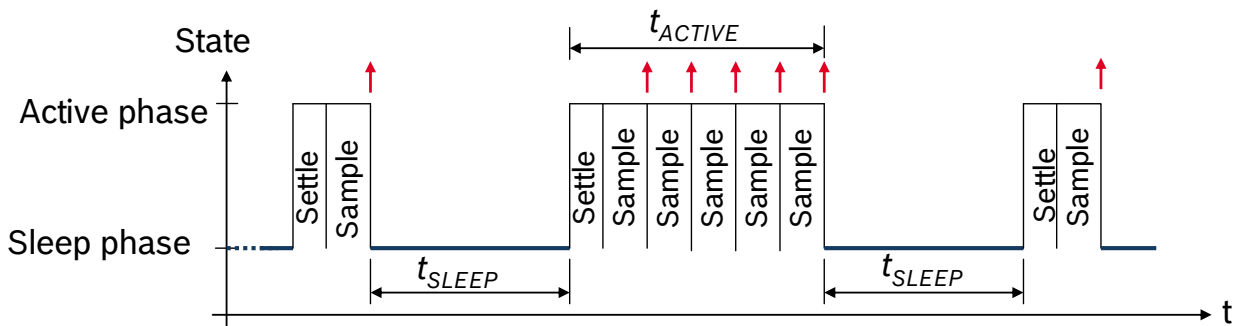 t_ACTIVE
State
Active phase
Settle
Sample
Settle
Sample
Sample
Sample
Sample
Sample
Settle
Sample
Sleep phase
t_SLEEP
t_SLEEP
t